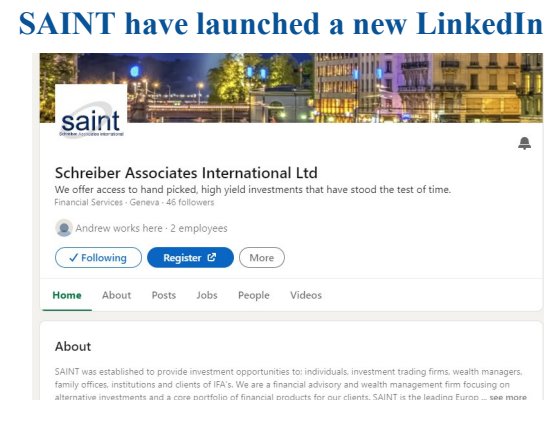 SAINT have launched a new LinkedIn
saint
Schreiber Associates International
Schreiber Associates International Ltd
We offer access to hand picked, high yield investments that have stood the test of time.
Financial Services · Geneva · 46 followers
Andrew works here · 2 employees
✓ Following Register More
Home About Posts Jobs People Videos
About
SAINT was established to provide investment opportunities to: individuals, investment trading firms, wealth managers,
family offices, institutions and clients of IFA's. We are a financial advisory and wealth management firm focusing on
alternative investments and a core portfolio of financial products for our clients. SAINT is the leading Europ ... see more